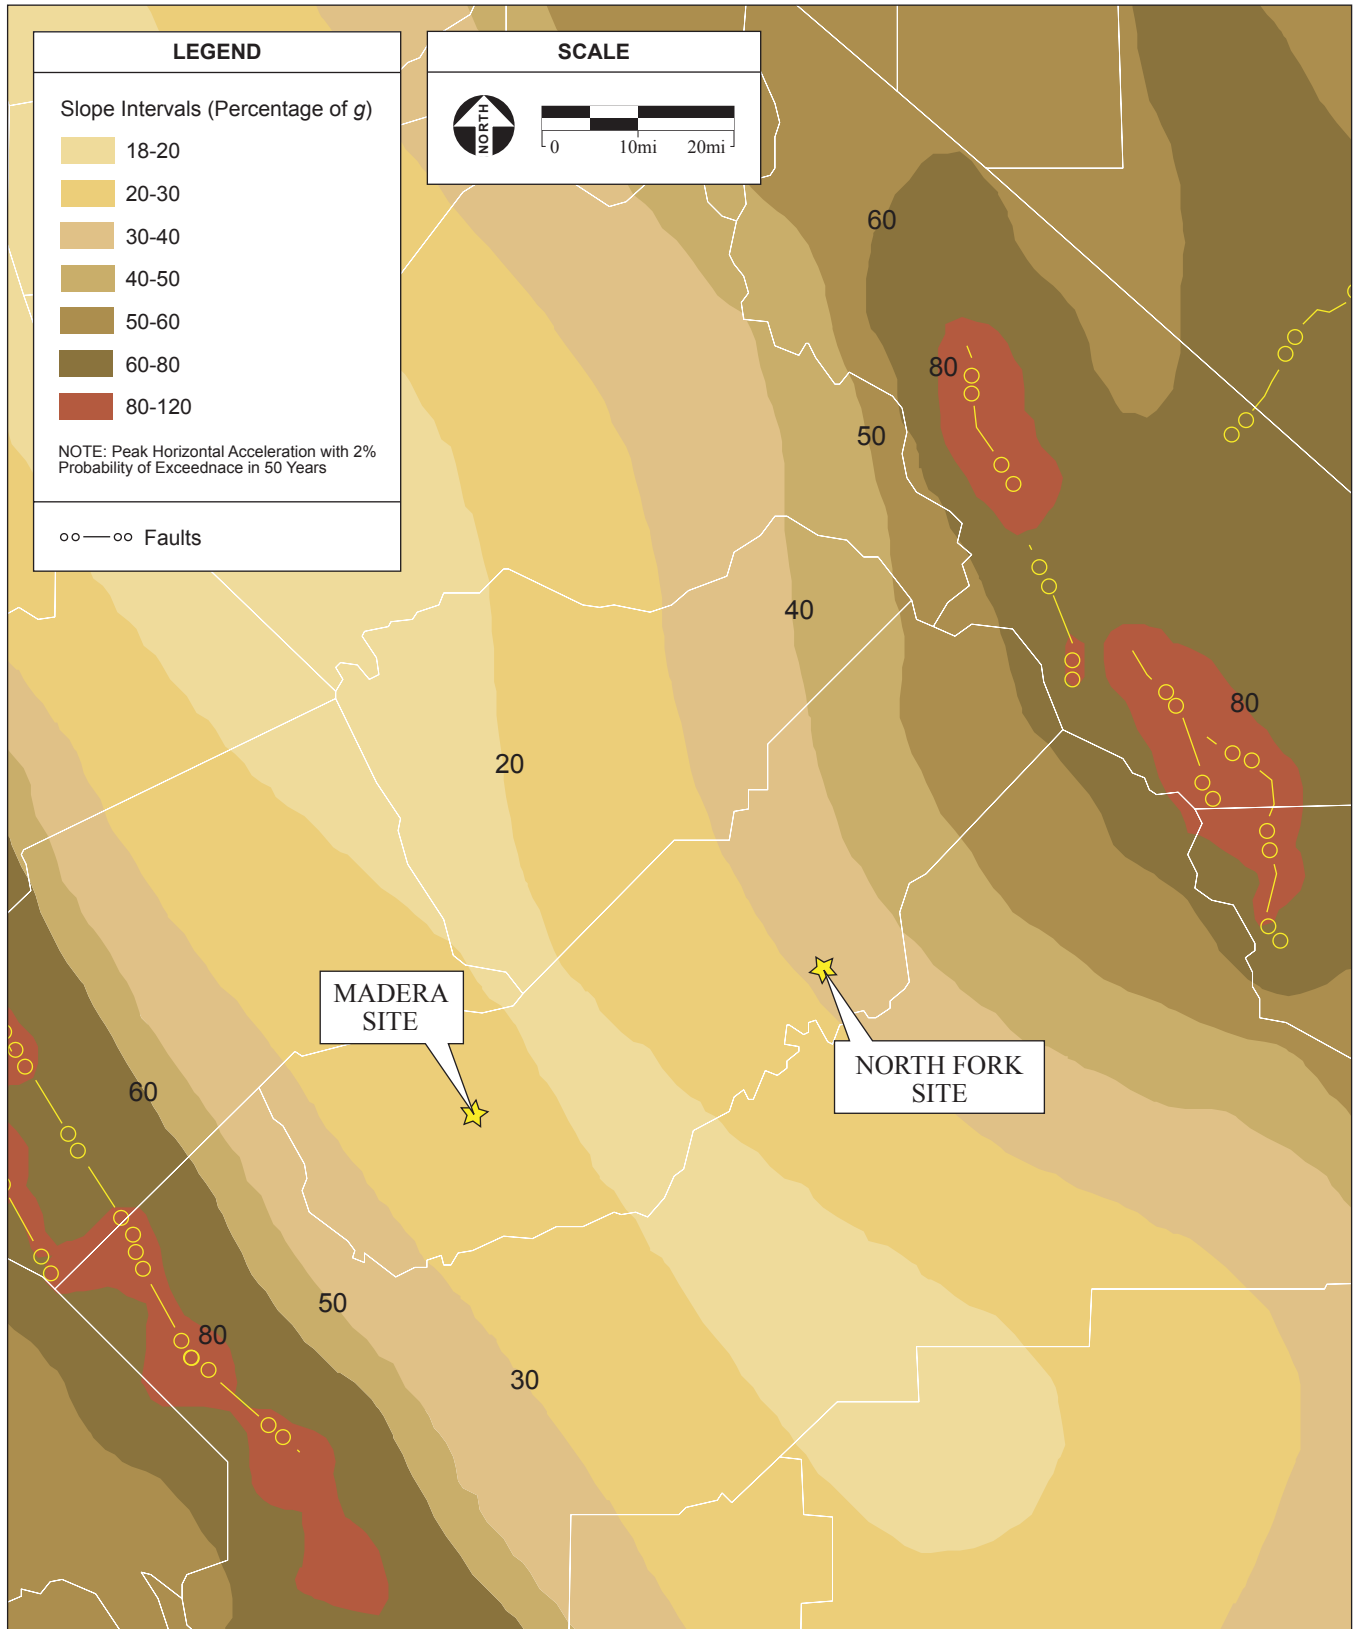 LEGEND
Slope Intervals (Percentage of g)
18-20
20-30
30-40
40-50
50-60
60-80
80-120
NOTE: Peak Horizontal Acceleration with 2%
Probability of Exceednace in 50 Years
Faults
SCALE
NORTH
0 10mi 20mi
60
80
50
40
80
20
MADERA
SITE
NORTH FORK
SITE
60
50
80
30